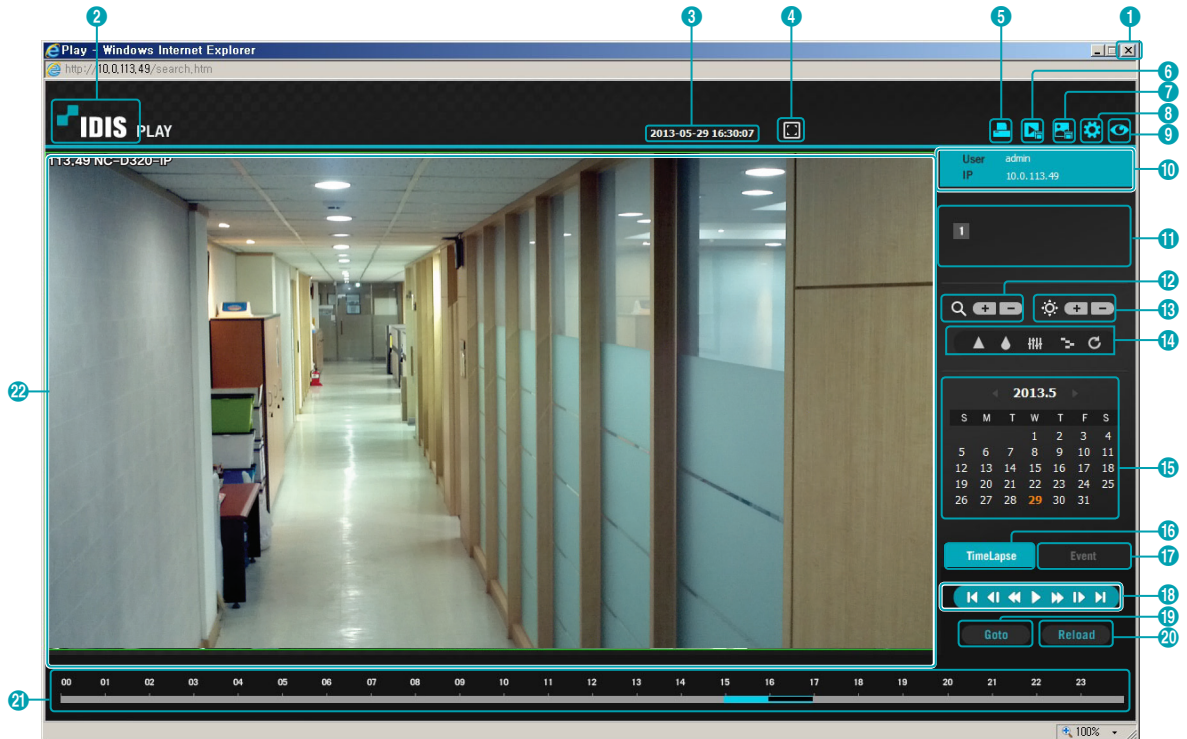 2
3
4
5
1
Play - Windows Internet Explorer
http://10,0,113,49/search,htm
6
7
8
9
IDIS PLAY
2013-05-29 16:30:07
113,49 NC-D320-IP
User admin
IP 10.0.113.49
10
1
11
12
13
14
2013.5
S M T W T F S
1 2 3 4
5 6 7 8 9 10 11
12 13 14 15 16 17 18
19 20 21 22 23 24 25
26 27 28 29 30 31
15
16
TimeLapse
Event
17
18
19
Goto
Reload
20
22
00 01 02 03 04 05 06 07 08 09 10 11 12 13 14 15 16 17 18 19 20 21 22 23
21
100%